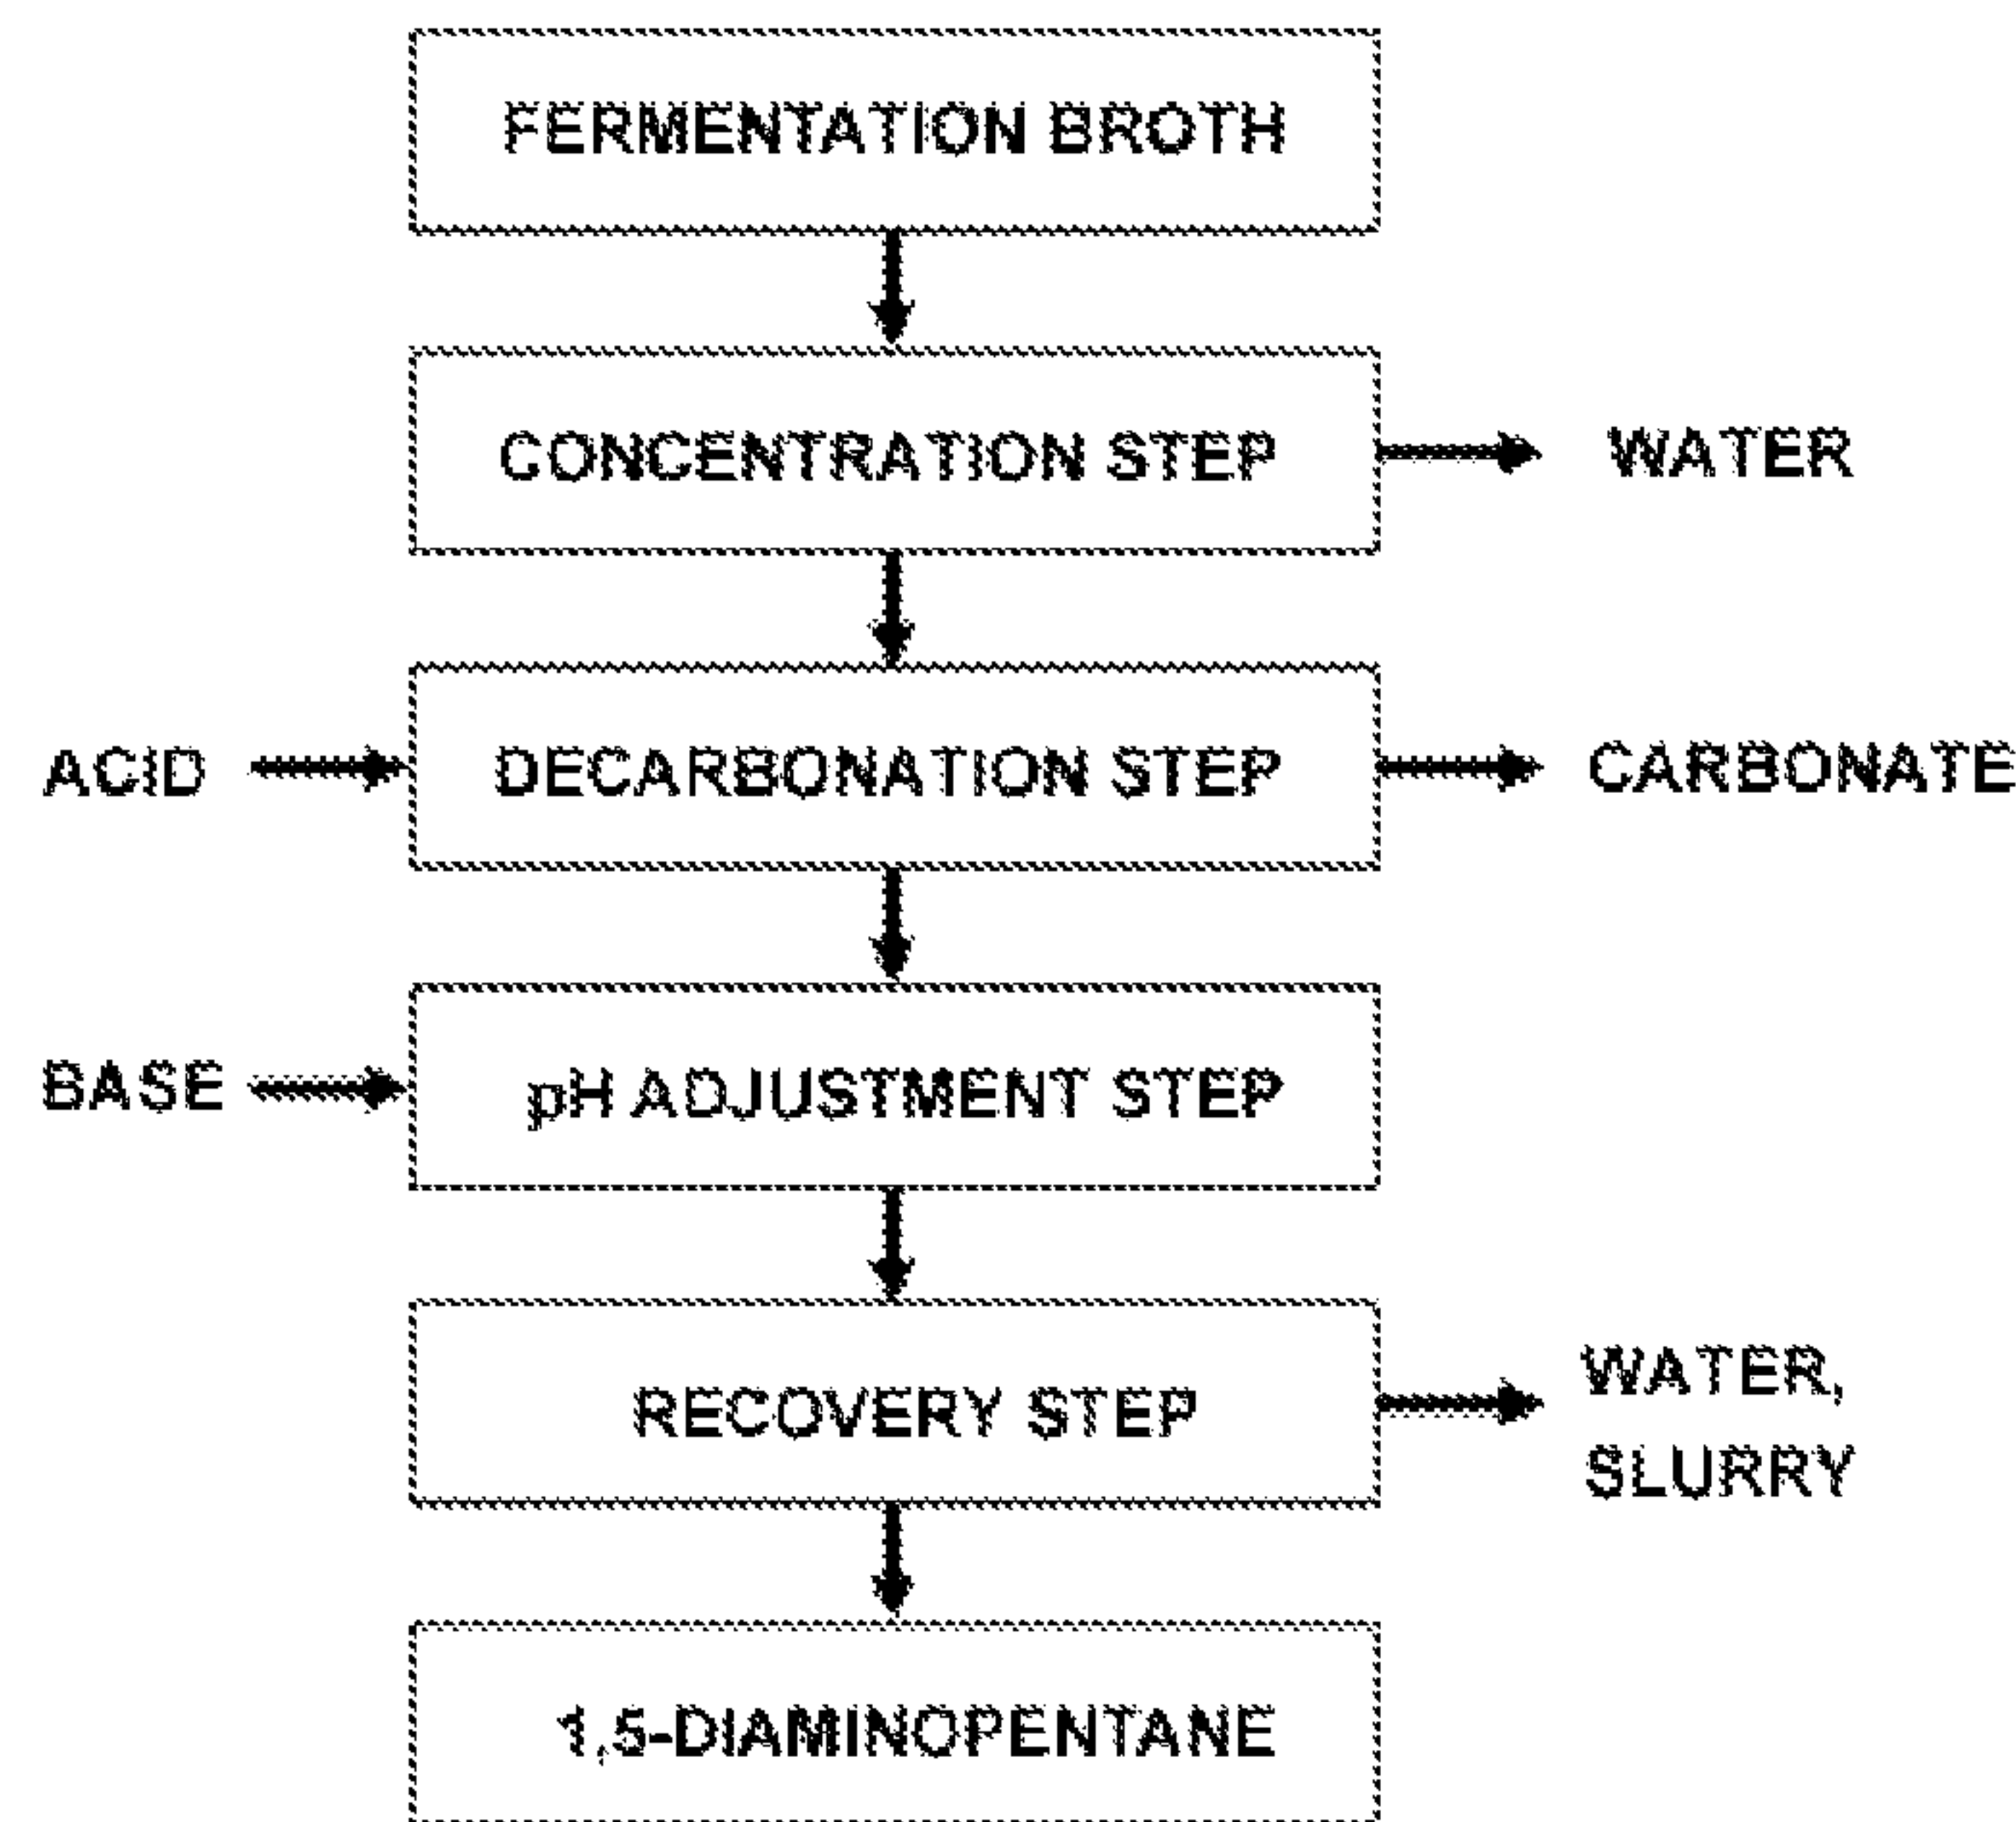 FERMENTATION BROTH
CONCENTRATION STEP
WATER
ACID
DECARBONATION STEP
CARBONATE
BASE
pH ADJUSTMENT STEP
RECOVERY STEP
WATER,
SLURRY
1,5-DIAMINOPENTANE